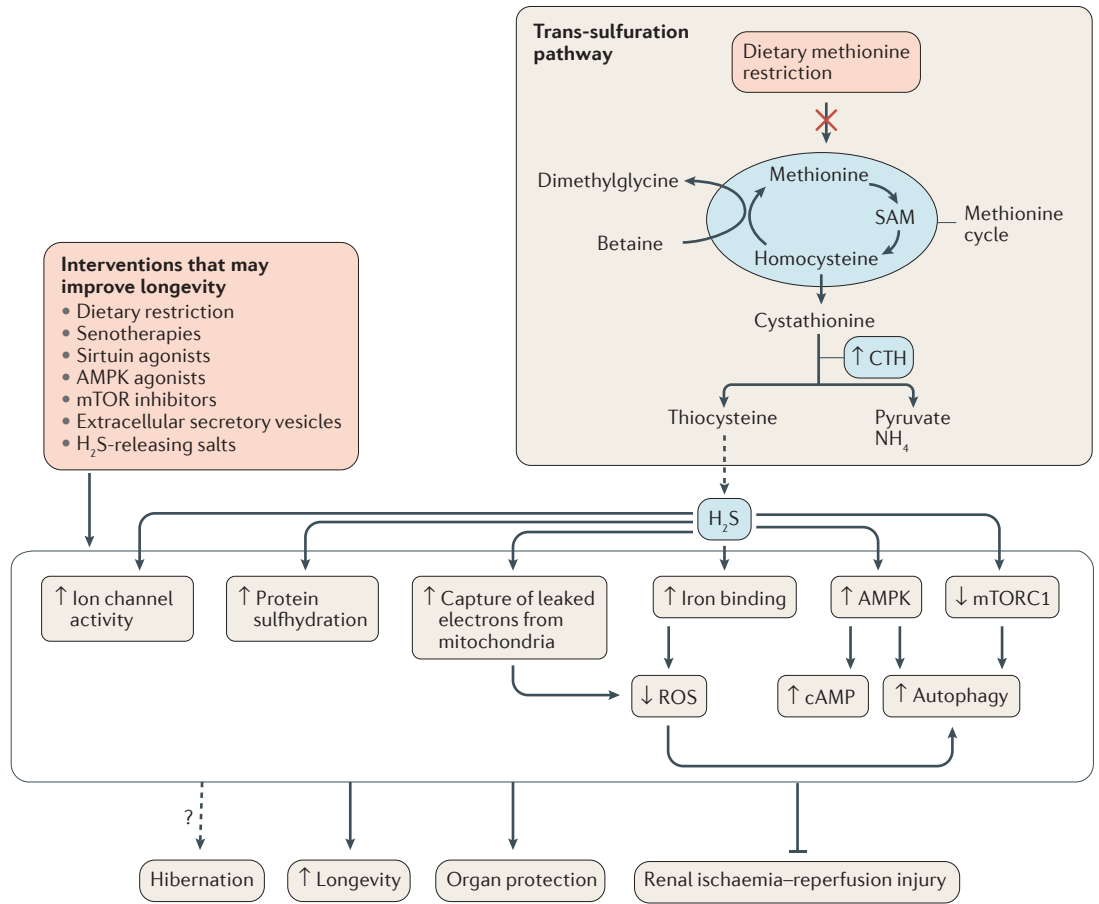 Trans-sulfuration
pathway
Dietary methionine
restriction
Dimethylglycine
Betaine
Methionine
SAM
Homocysteine
Methionine
cycle
Cystathionine
↑ CTH
Thiocysteine
Pyruvate
NH₄
Interventions that may
improve longevity
• Dietary restriction
• Senotherapies
• Sirtuin agonists
• AMPK agonists
• mTOR inhibitors
• Extracellular secretory vesicles
• H₂S-releasing salts
H₂S
↑ Ion channel
activity
↑ Protein
sulfhydration
↑ Capture of leaked
electrons from
mitochondria
↑ Iron binding
↑ AMPK
↓ mTORC1
↓ ROS
↑ cAMP
↑ Autophagy
?
Hibernation
↑ Longevity
Organ protection
Renal ischaemia–reperfusion injury